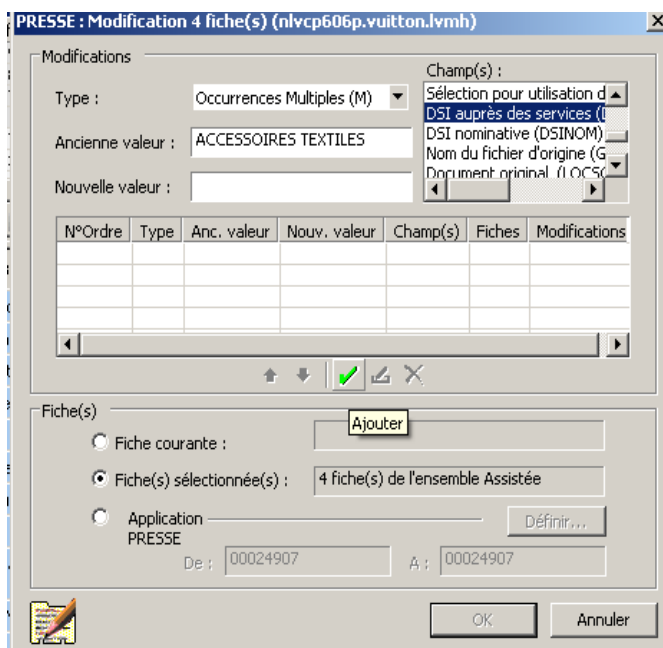 PRESSE : Modification 4 fiche(s) (nlvcp606p.vuitton.lvmh)
Modifications
Champ(s) :
Type :
Occurrences Multiples (M)
Sélection pour utilisation d
DSI auprès des services (
DSI nominative (DSINOM)
Nom du fichier d'origine (G
Document original (LOCSO
Ancienne valeur :
ACCESSOIRES TEXTILES
Nouvelle valeur :
N°Ordre Type Anc. valeur Nouv. valeur Champ(s) Fiches Modifications
Ajouter
Fiche(s)
Fiche courante :
Fiche(s) sélectionnée(s) :
4 fiche(s) de l'ensemble Assistée
Application
PRESSE
Définir...
De : 00024907 A : 00024907
OK Annuler